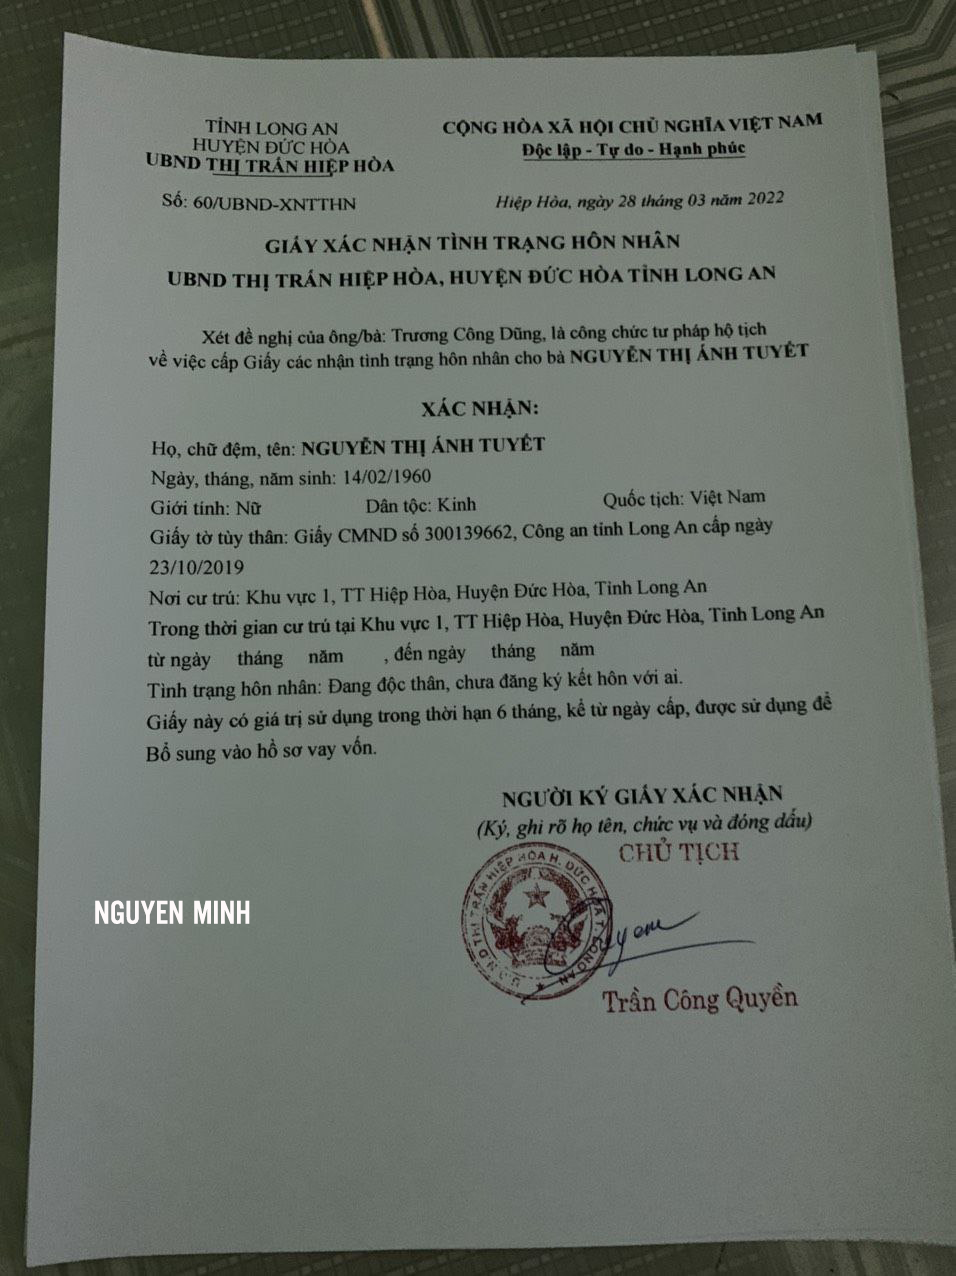 TỈNH LONG AN
HUYỆN ĐỨC HÒA
UBND THỊ TRẤN HIỆP HÒA
CỘNG HÒA XÃ HỘI CHỦ NGHĨA VIỆT NAM
Độc lập - Tự do - Hạnh phúc
Số: 60/UBND-XNTTHN
Hiệp Hòa, ngày 28 tháng 03 năm 2022
GIẤY XÁC NHẬN TÌNH TRẠNG HÔN NHÂN
UBND THỊ TRẤN HIỆP HÒA, HUYỆN ĐỨC HÒA TỈNH LONG AN
Xét đề nghị của ông/bà: Trương Công Dũng, là công chức tư pháp hộ tịch
về việc cấp Giấy các nhận tình trạng hôn nhân cho bà NGUYỄN THỊ ÁNH TUYẾT
XÁC NHẬN:
Họ, chữ đệm, tên: NGUYỄN THỊ ÁNH TUYẾT
Ngày, tháng, năm sinh: 14/02/1960
Giới tính: Nữ Dân tộc: Kinh Quốc tịch: Việt Nam
Giấy tờ tùy thân: Giấy CMND số 300139662, Công an tỉnh Long An cấp ngày
23/10/2019
Nơi cư trú: Khu vực 1, TT Hiệp Hòa, Huyện Đức Hòa, Tỉnh Long An
Trong thời gian cư trú tại Khu vực 1, TT Hiệp Hòa, Huyện Đức Hòa, Tỉnh Long An
từ ngày tháng năm , đến ngày tháng năm
Tình trạng hôn nhân: Đang độc thân, chưa đăng ký kết hôn với ai.
Giấy này có giá trị sử dụng trong thời hạn 6 tháng, kể từ ngày cấp, được sử dụng để
Bổ sung vào hồ sơ vay vốn.
NGƯỜI KÝ GIẤY XÁC NHẬN
(Ký, ghi rõ họ tên, chức vụ và đóng dấu)
CHỦ TỊCH
U.B.N.D THỊ TRẤN HIỆP HÒA H. ĐỨC HÒA T. LONG AN
NGUYEN MINH
Trần Công Quyền